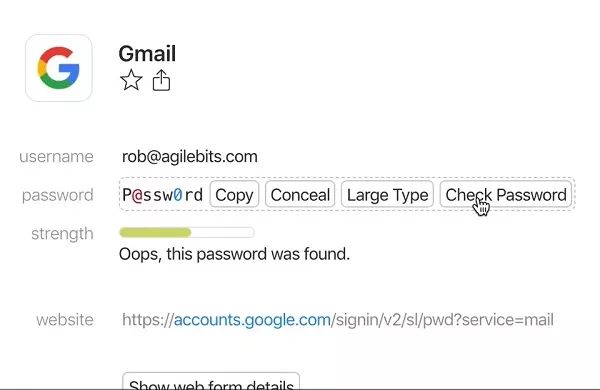 Gmail
username rob@agilebits.com
password P@ssw0rd Copy Conceal Large Type Check Password
strength
Oops, this password was found.
website https://accounts.google.com/signin/v2/sl/pwd?service=mail
Show web form details